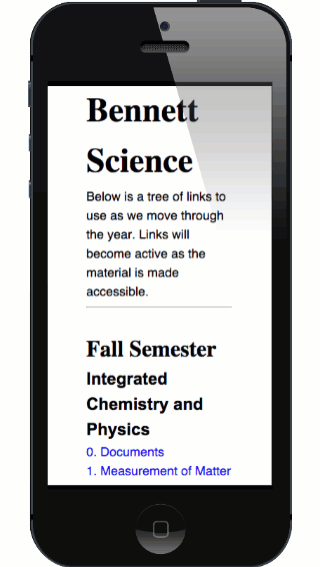 Bennett
Science
Below is a tree of links to
use as we move through
the year. Links will
become active as the
material is made
accessible.
Fall Semester
Integrated
Chemistry and
Physics
0. Documents
1. Measurement of Matter